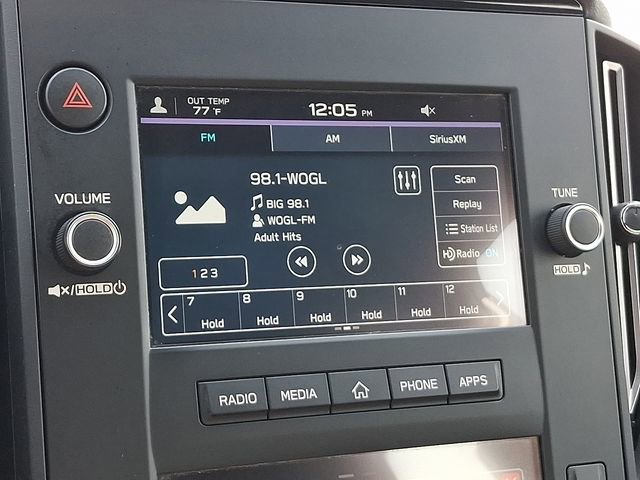 OUT TEMP
77 °F
12:05 PM
FM AM SiriusXM
98.1-WOGL
BIG 98.1
WOGL-FM
Adult Hits
Scan
Replay
Station List
HD Radio ON
123
7 8 9 10 11 12
Hold Hold Hold Hold Hold Hold
VOLUME
/HOLD
TUNE
HOLD
RADIO MEDIA PHONE APPS